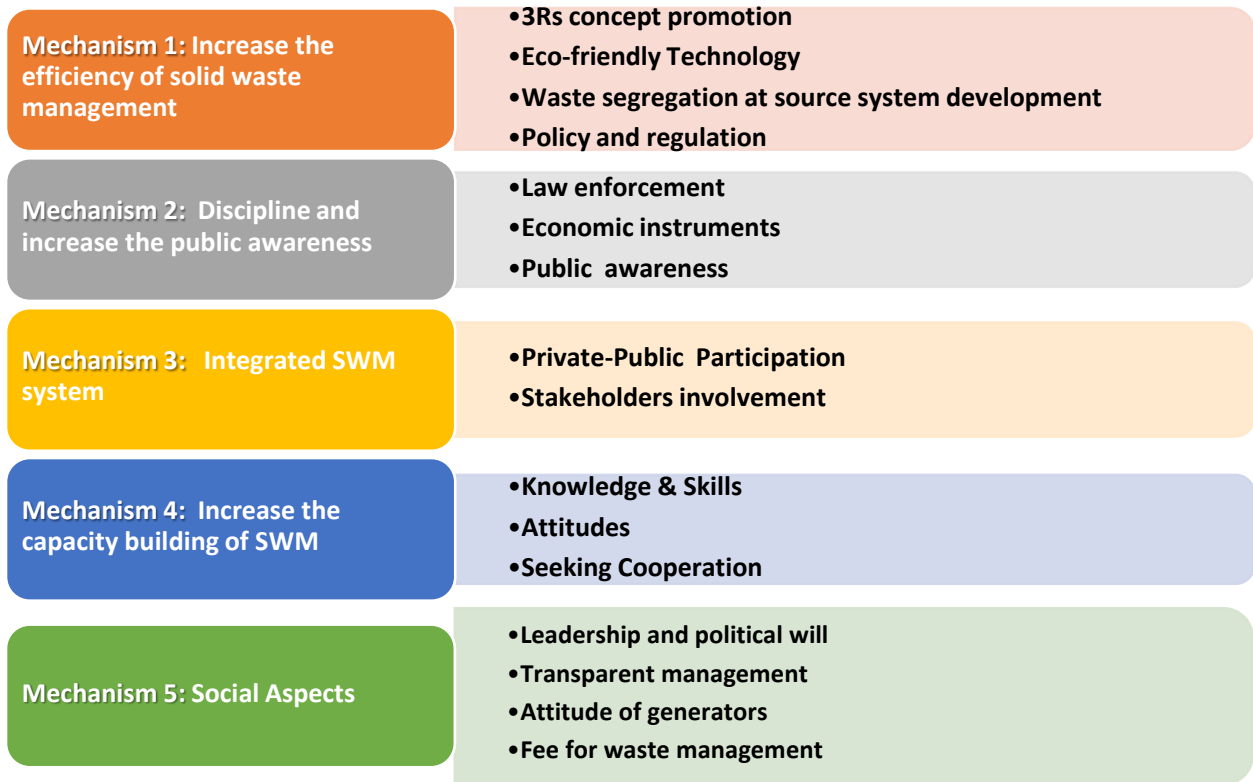 Mechanism 1: Increase the
efficiency of solid waste
management
•3Rs concept promotion
•Eco-friendly Technology
•Waste segregation at source system development
•Policy and regulation
Mechanism 2:  Discipline and
increase the public awareness
•Law enforcement
•Economic instruments
•Public  awareness
Mechanism 3:   Integrated SWM
system
•Private-Public  Participation
•Stakeholders involvement
Mechanism 4:  Increase the
capacity building of SWM
•Knowledge & Skills
•Attitudes
•Seeking Cooperation
Mechanism 5: Social Aspects
•Leadership and political will
•Transparent management
•Attitude of generators
•Fee for waste management